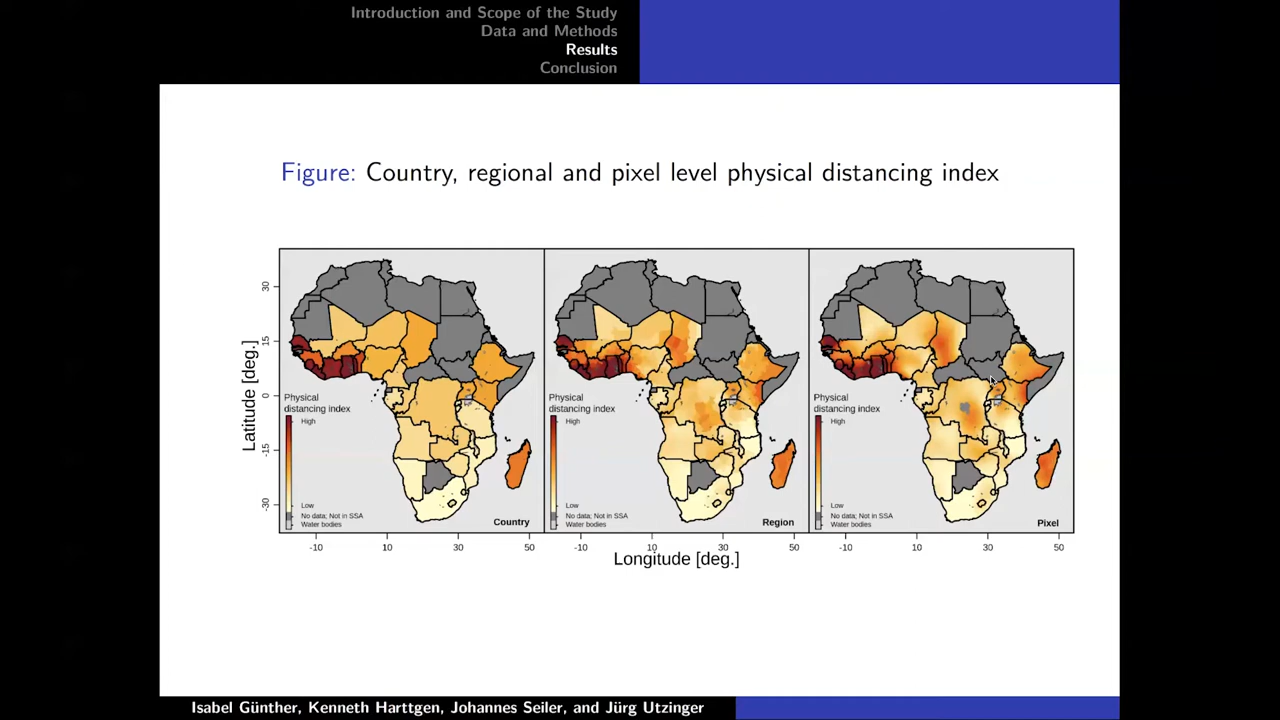 Introduction and Scope of the Study
Data and Methods
Results
Conclusion
Figure: Country, regional and pixel level physical distancing index
Latitude [deg.]
30
15
0
-15
-30
Physical
distancing index
High
Low
No data; Not in SSA
Water bodies
Country
Physical
distancing index
High
Low
No data; Not in SSA
Water bodies
Region
Physical
distancing index
High
Low
No data; Not in SSA
Water bodies
Pixel
-10 10 30 50
-10 10 30 50
-10 10 30 50
Longitude [deg.]
Isabel Günther, Kenneth Harttgen, Johannes Seiler, and Jürg Utzinger